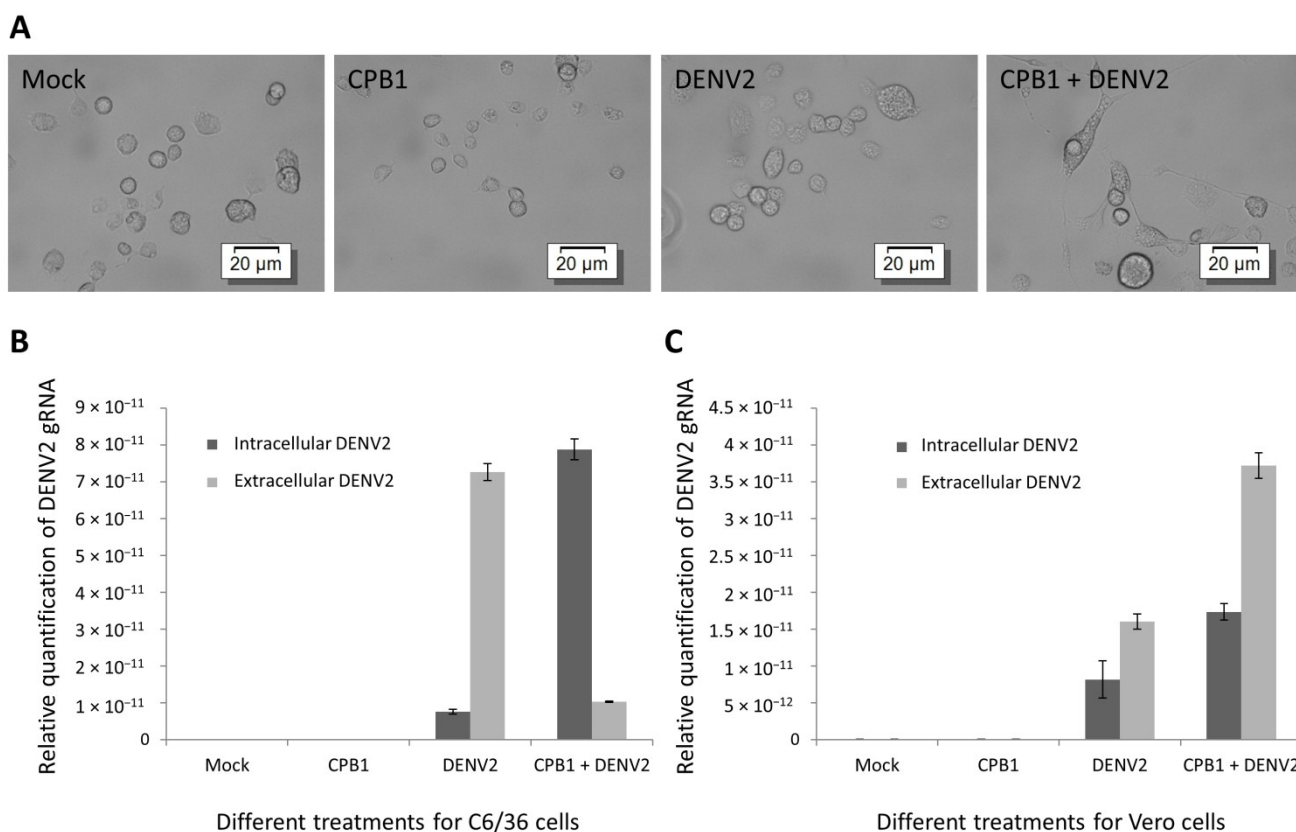 A
Mock
CPB1
DENV2
CPB1 + DENV2
20 µm
20 µm
20 µm
20 µm
B
Relative quantification of DENV2 gRNA
9 × 10⁻¹¹
8 × 10⁻¹¹
7 × 10⁻¹¹
6 × 10⁻¹¹
5 × 10⁻¹¹
4 × 10⁻¹¹
3 × 10⁻¹¹
2 × 10⁻¹¹
1 × 10⁻¹¹
0
Intracellular DENV2
Extracellular DENV2
Mock
CPB1
DENV2
CPB1 + DENV2
Different treatments for C6/36 cells
C
Relative quantification of DENV2 gRNA
4.5 × 10⁻¹¹
4 × 10⁻¹¹
3.5 × 10⁻¹¹
3 × 10⁻¹¹
2.5 × 10⁻¹¹
2 × 10⁻¹¹
1.5 × 10⁻¹¹
1 × 10⁻¹¹
5 × 10⁻¹²
0
Intracellular DENV2
Extracellular DENV2
Mock
CPB1
DENV2
CPB1 + DENV2
Different treatments for Vero cells